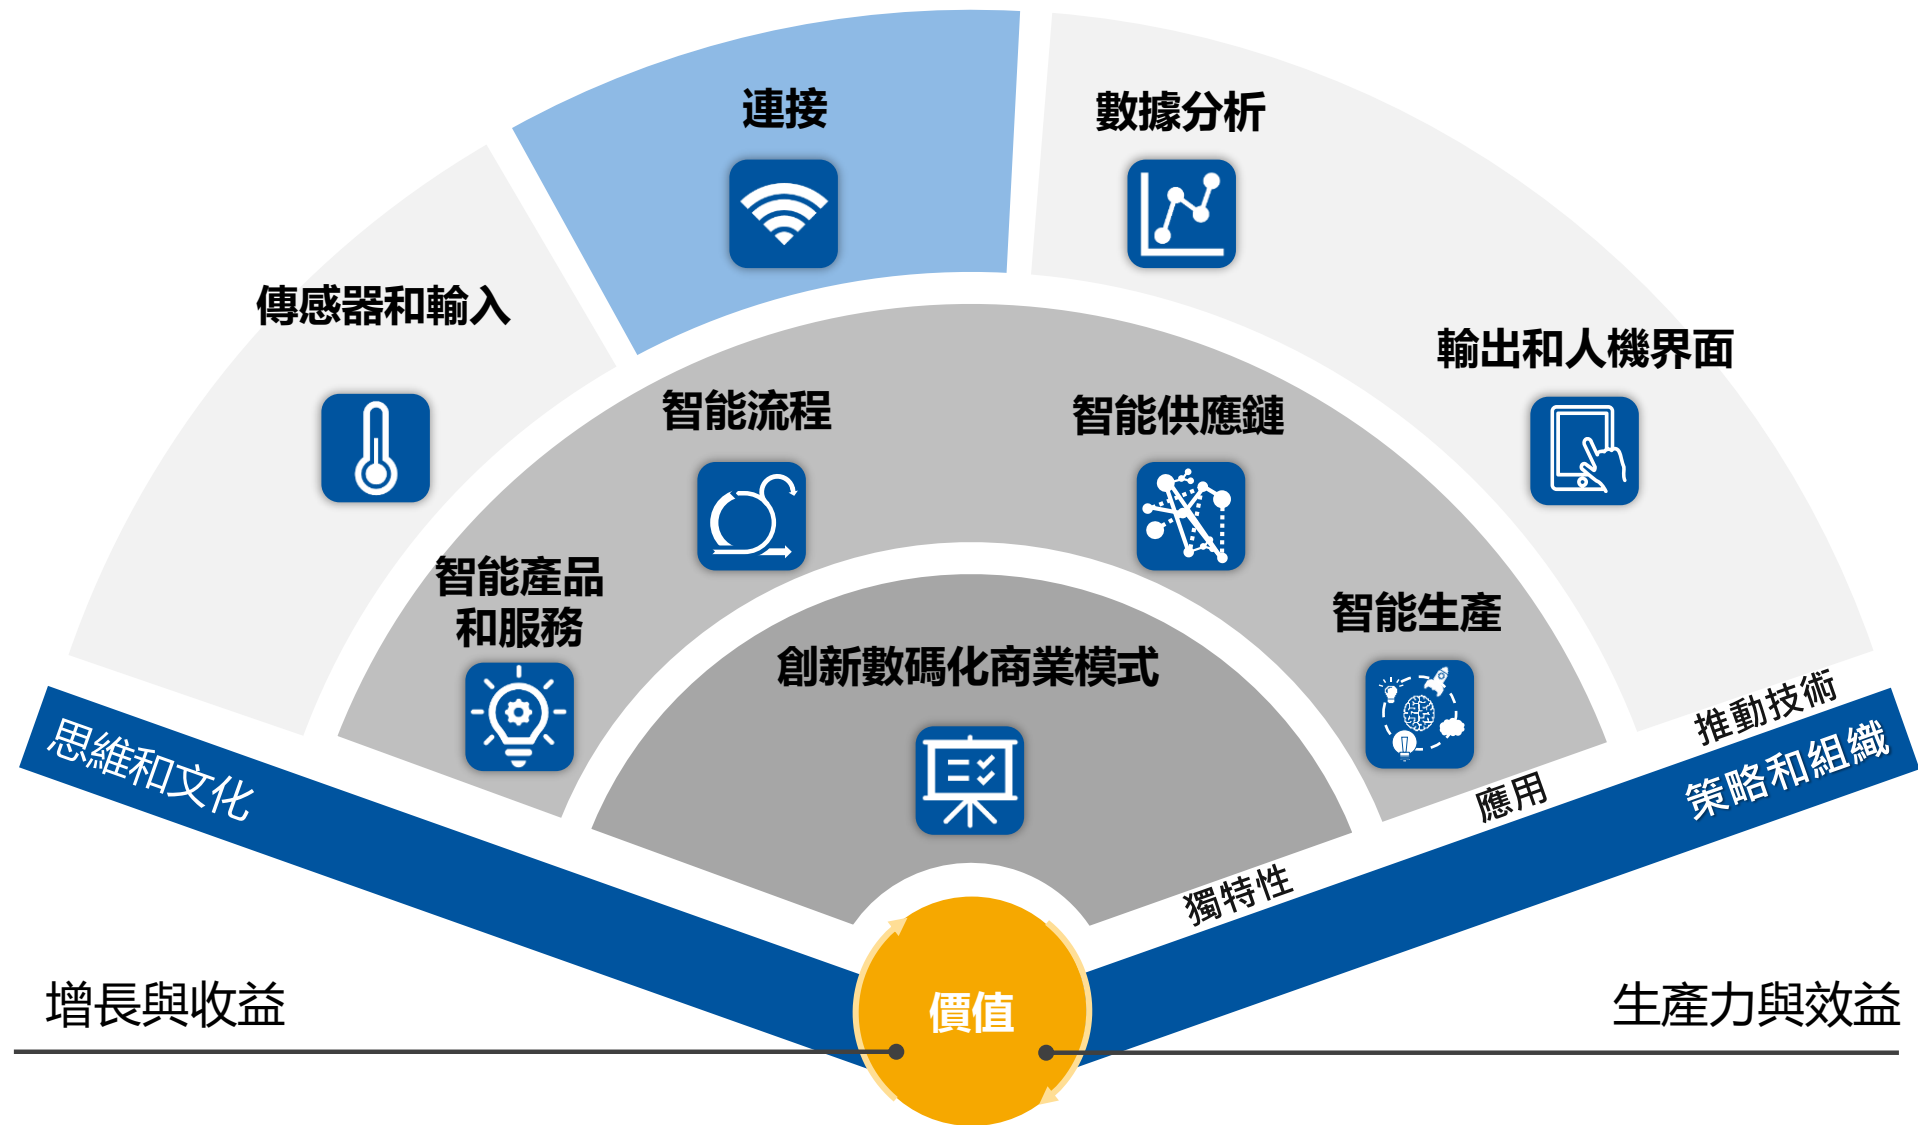 連接
數據分析
傳感器和輸入
輸出和人機界面
智能流程
智能供應鏈
智能產品
和服務
智能生產
創新數碼化商業模式
推動技術
應用
獨特性
思維和文化
策略和組織
價值
增長與收益
生產力與效益